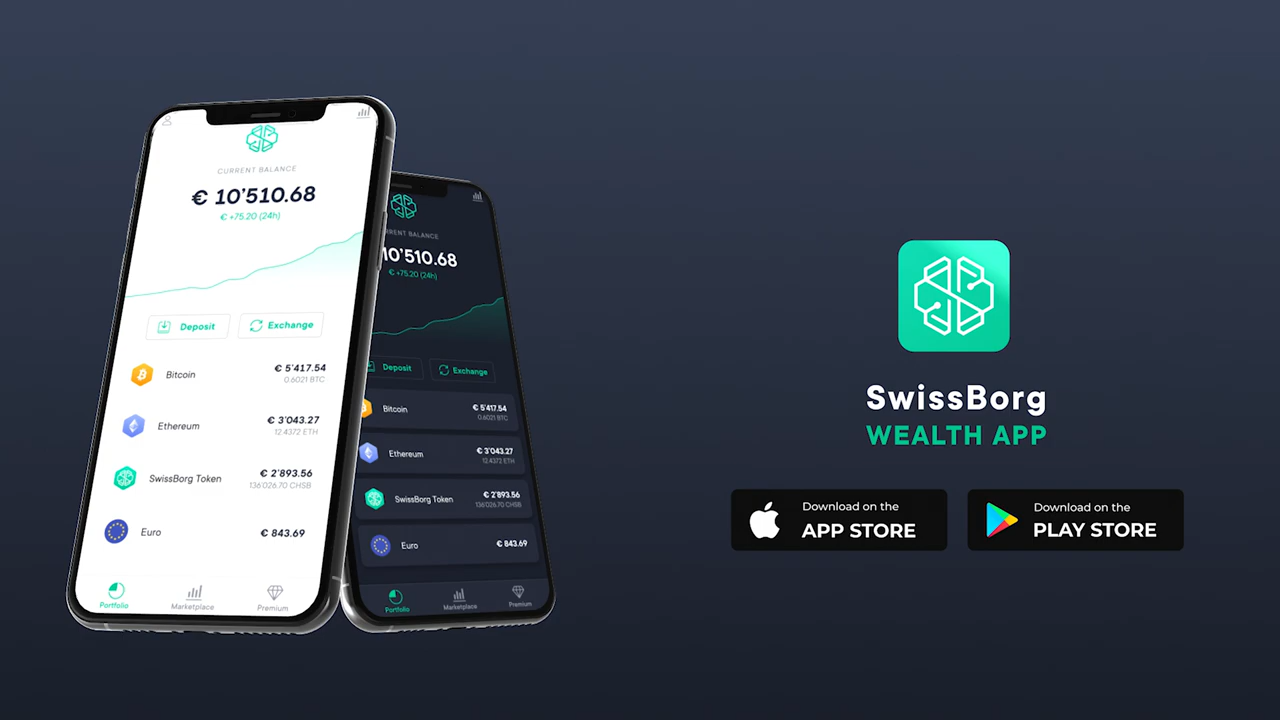 CURRENT BALANCE
€ 10'510.68
€ +75.20 (24h)
Deposit
Exchange
Bitcoin
€ 5'417.54
0.6021 BTC
Ethereum
€ 3'043.27
12.4372 ETH
SwissBorg Token
€ 2'893.56
136'026.70 CHSB
Euro
€ 843.69
Portfolio
Marketplace
Premium
RRENT BALANCE
10'510.68
€ +75.20 (24h)
Deposit
Exchange
Bitcoin
€ 5'417.54
0.6021 BTC
Ethereum
€ 3'043.27
12.4372 ETH
SwissBorg Token
€ 2'893.56
136'026.70 CHSB
Euro
€ 843.69
Portfolio
Marketplace
Premium
SwissBorg
WEALTH APP
Download on the
APP STORE
Download on the
PLAY STORE